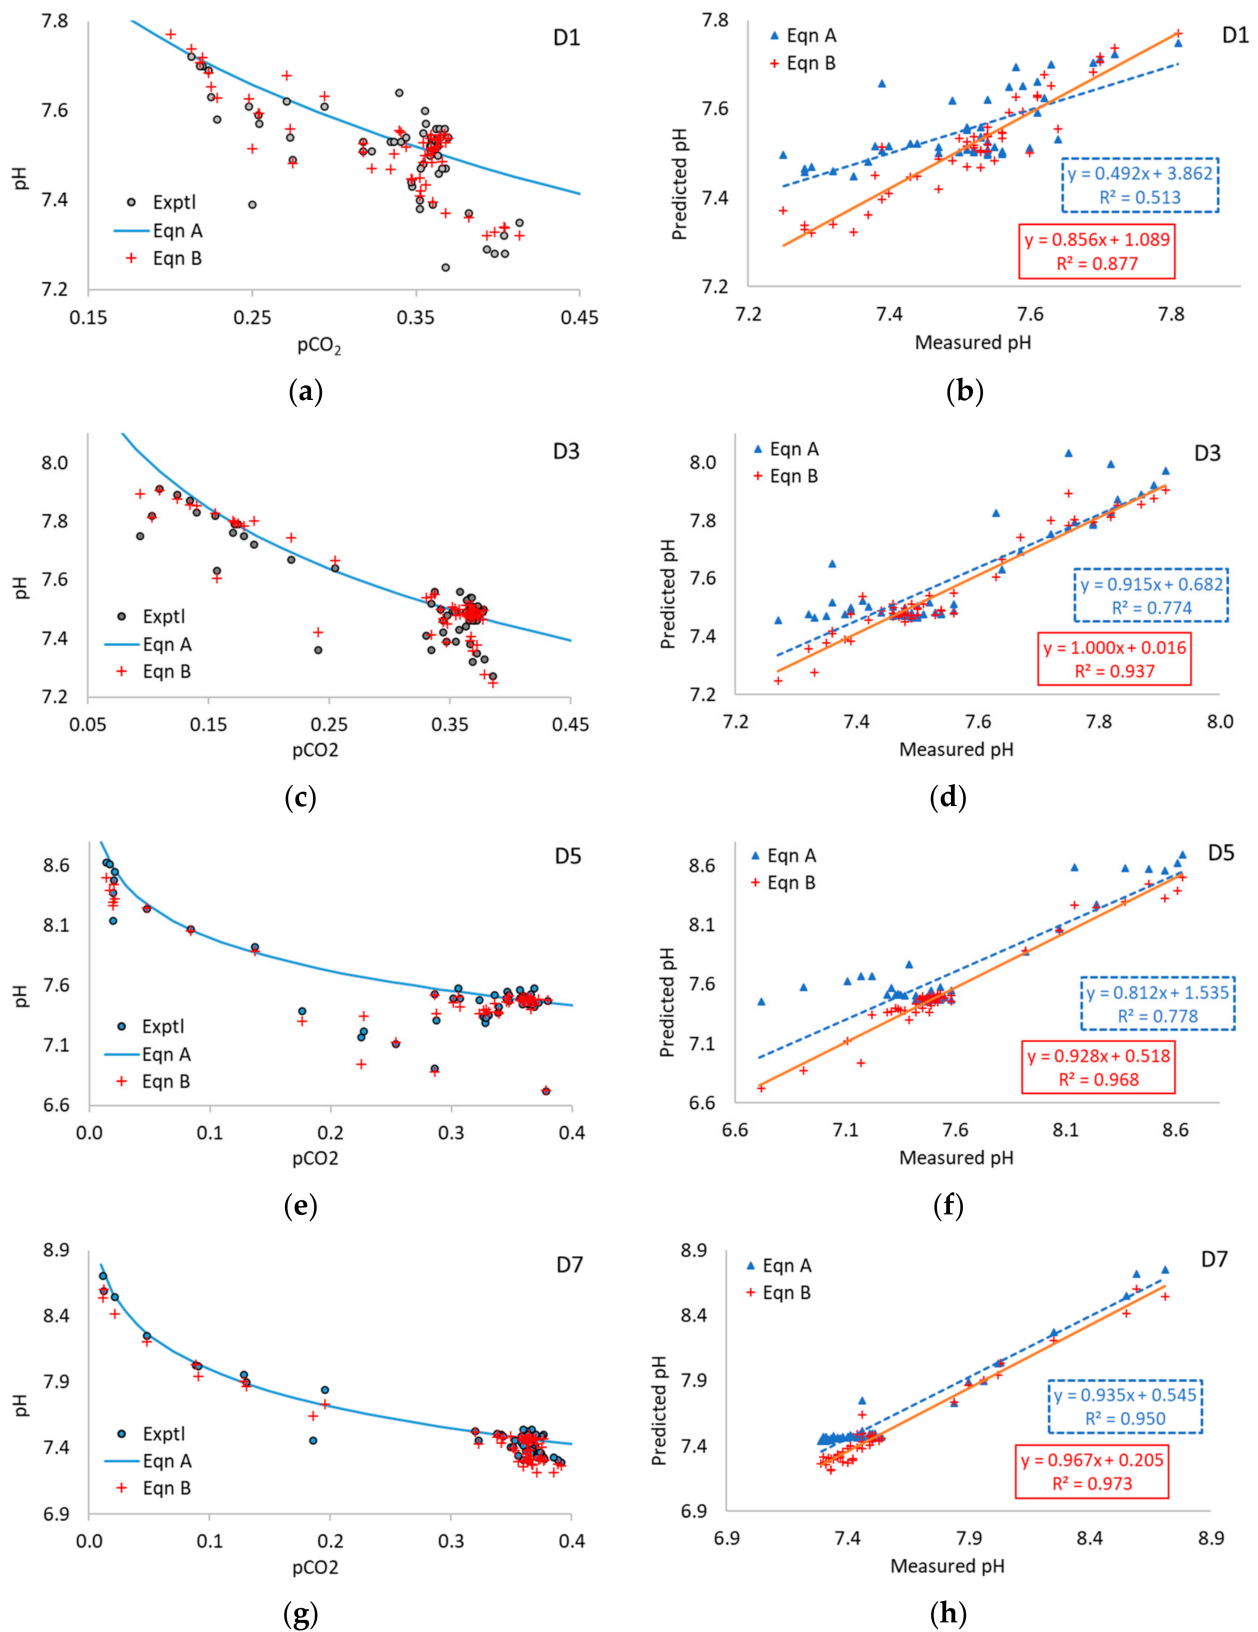 7.8
7.6
7.4
7.2
pH
D1
Exptl
Eqn A
Eqn B
0.15
0.25
0.35
0.45
pCO2
(a)
7.8
7.6
7.4
7.2
Predicted pH
Eqn A
Eqn B
D1
y = 0.492x + 3.862
R² = 0.513
y = 0.856x + 1.089
R² = 0.877
7.2
7.4
7.6
7.8
Measured pH
(b)
8.0
7.8
7.6
7.4
7.2
pH
D3
Exptl
Eqn A
Eqn B
0.05
0.15
0.25
0.35
0.45
pCO2
(c)
8.0
7.8
7.6
7.4
7.2
Predicted pH
Eqn A
Eqn B
D3
y = 0.915x + 0.682
R² = 0.774
y = 1.000x + 0.016
R² = 0.937
7.2
7.4
7.6
7.8
8.0
Measured pH
(d)
8.6
8.1
7.6
7.1
6.6
pH
D5
Exptl
Eqn A
Eqn B
0.0
0.1
0.2
0.3
0.4
pCO2
(e)
8.6
8.1
7.6
7.1
6.6
Predicted pH
Eqn A
Eqn B
D5
y = 0.812x + 1.535
R² = 0.778
y = 0.928x + 0.518
R² = 0.968
6.6
7.1
7.6
8.1
8.6
Measured pH
(f)
8.9
8.4
7.9
7.4
6.9
pH
D7
Exptl
Eqn A
Eqn B
0.0
0.1
0.2
0.3
0.4
pCO2
(g)
8.9
8.4
7.9
7.4
6.9
Predicted pH
Eqn A
Eqn B
D7
y = 0.935x + 0.545
R² = 0.950
y = 0.967x + 0.205
R² = 0.973
6.9
7.4
7.9
8.4
8.9
Measured pH
(h)